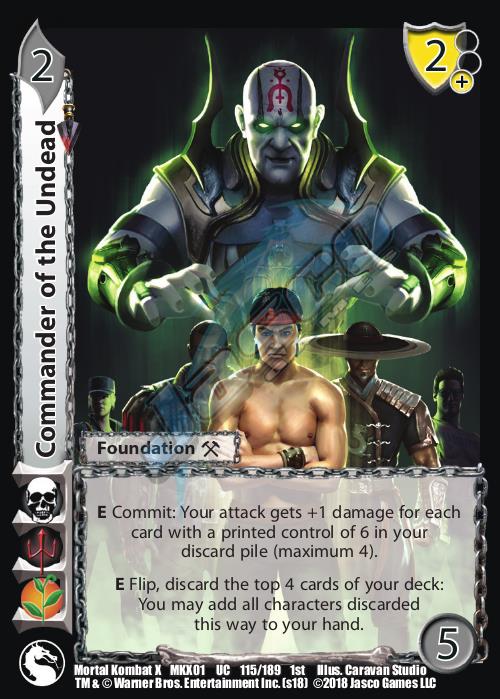 2
2
+
Commander of the Undead
Foundation
E Commit: Your attack gets +1 damage for each
card with a printed control of 6 in your
discard pile (maximum 4).
E Flip, discard the top 4 cards of your deck:
You may add all characters discarded
this way to your hand.
5
Mortal Kombat X MKX01 UC 115/189 1st Illus. Caravan Studio
TM & © Warner Bros. Entertainment Inc. (s18) ©2018 Jasco Games LLC